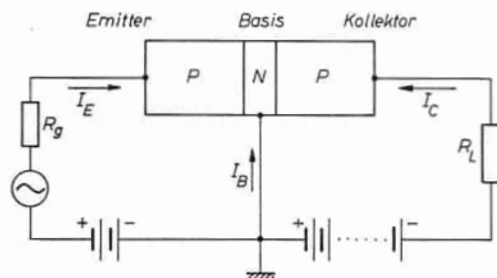 Emitter Basis Kollektor
P N P
I_E I_C
R_g R_L
I_B
+ - + -